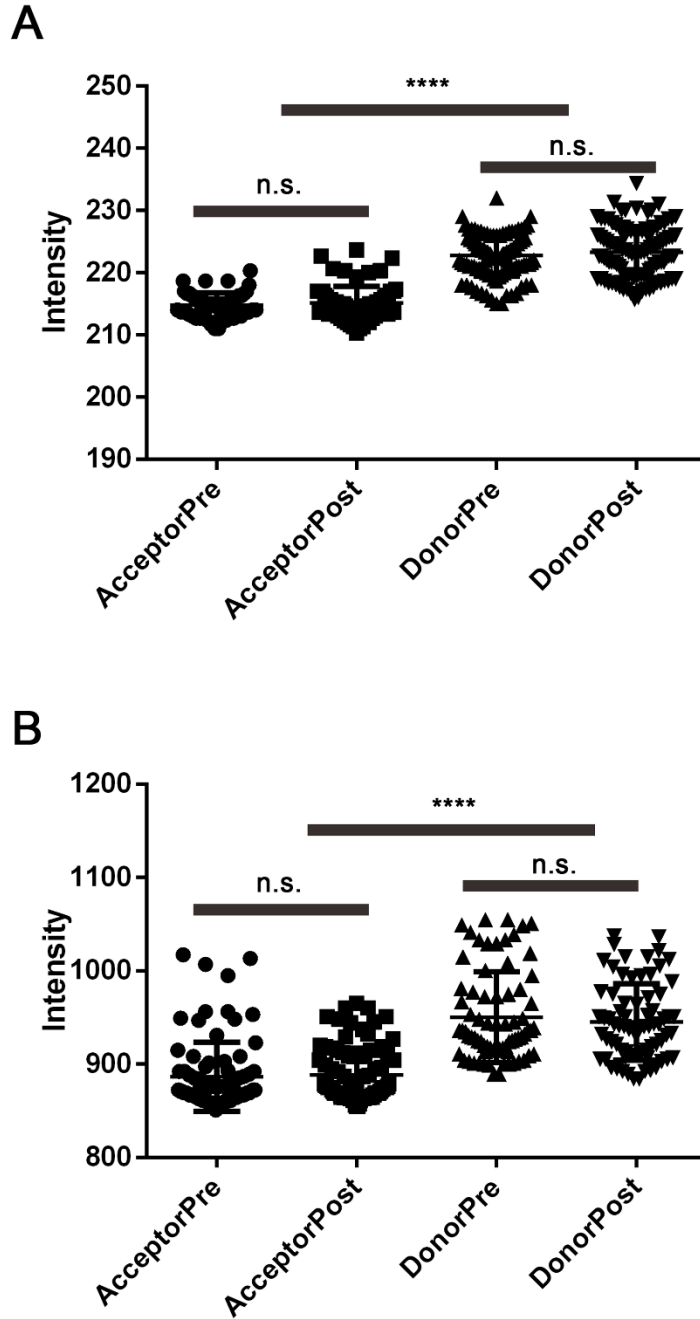 A
250
240
230
220
210
200
190
Intensity
****
n.s.
n.s.
AcceptorPre
AcceptorPost
DonorPre
DonorPost
B
1200
1100
1000
900
800
Intensity
****
n.s.
n.s.
AcceptorPre
AcceptorPost
DonorPre
DonorPost